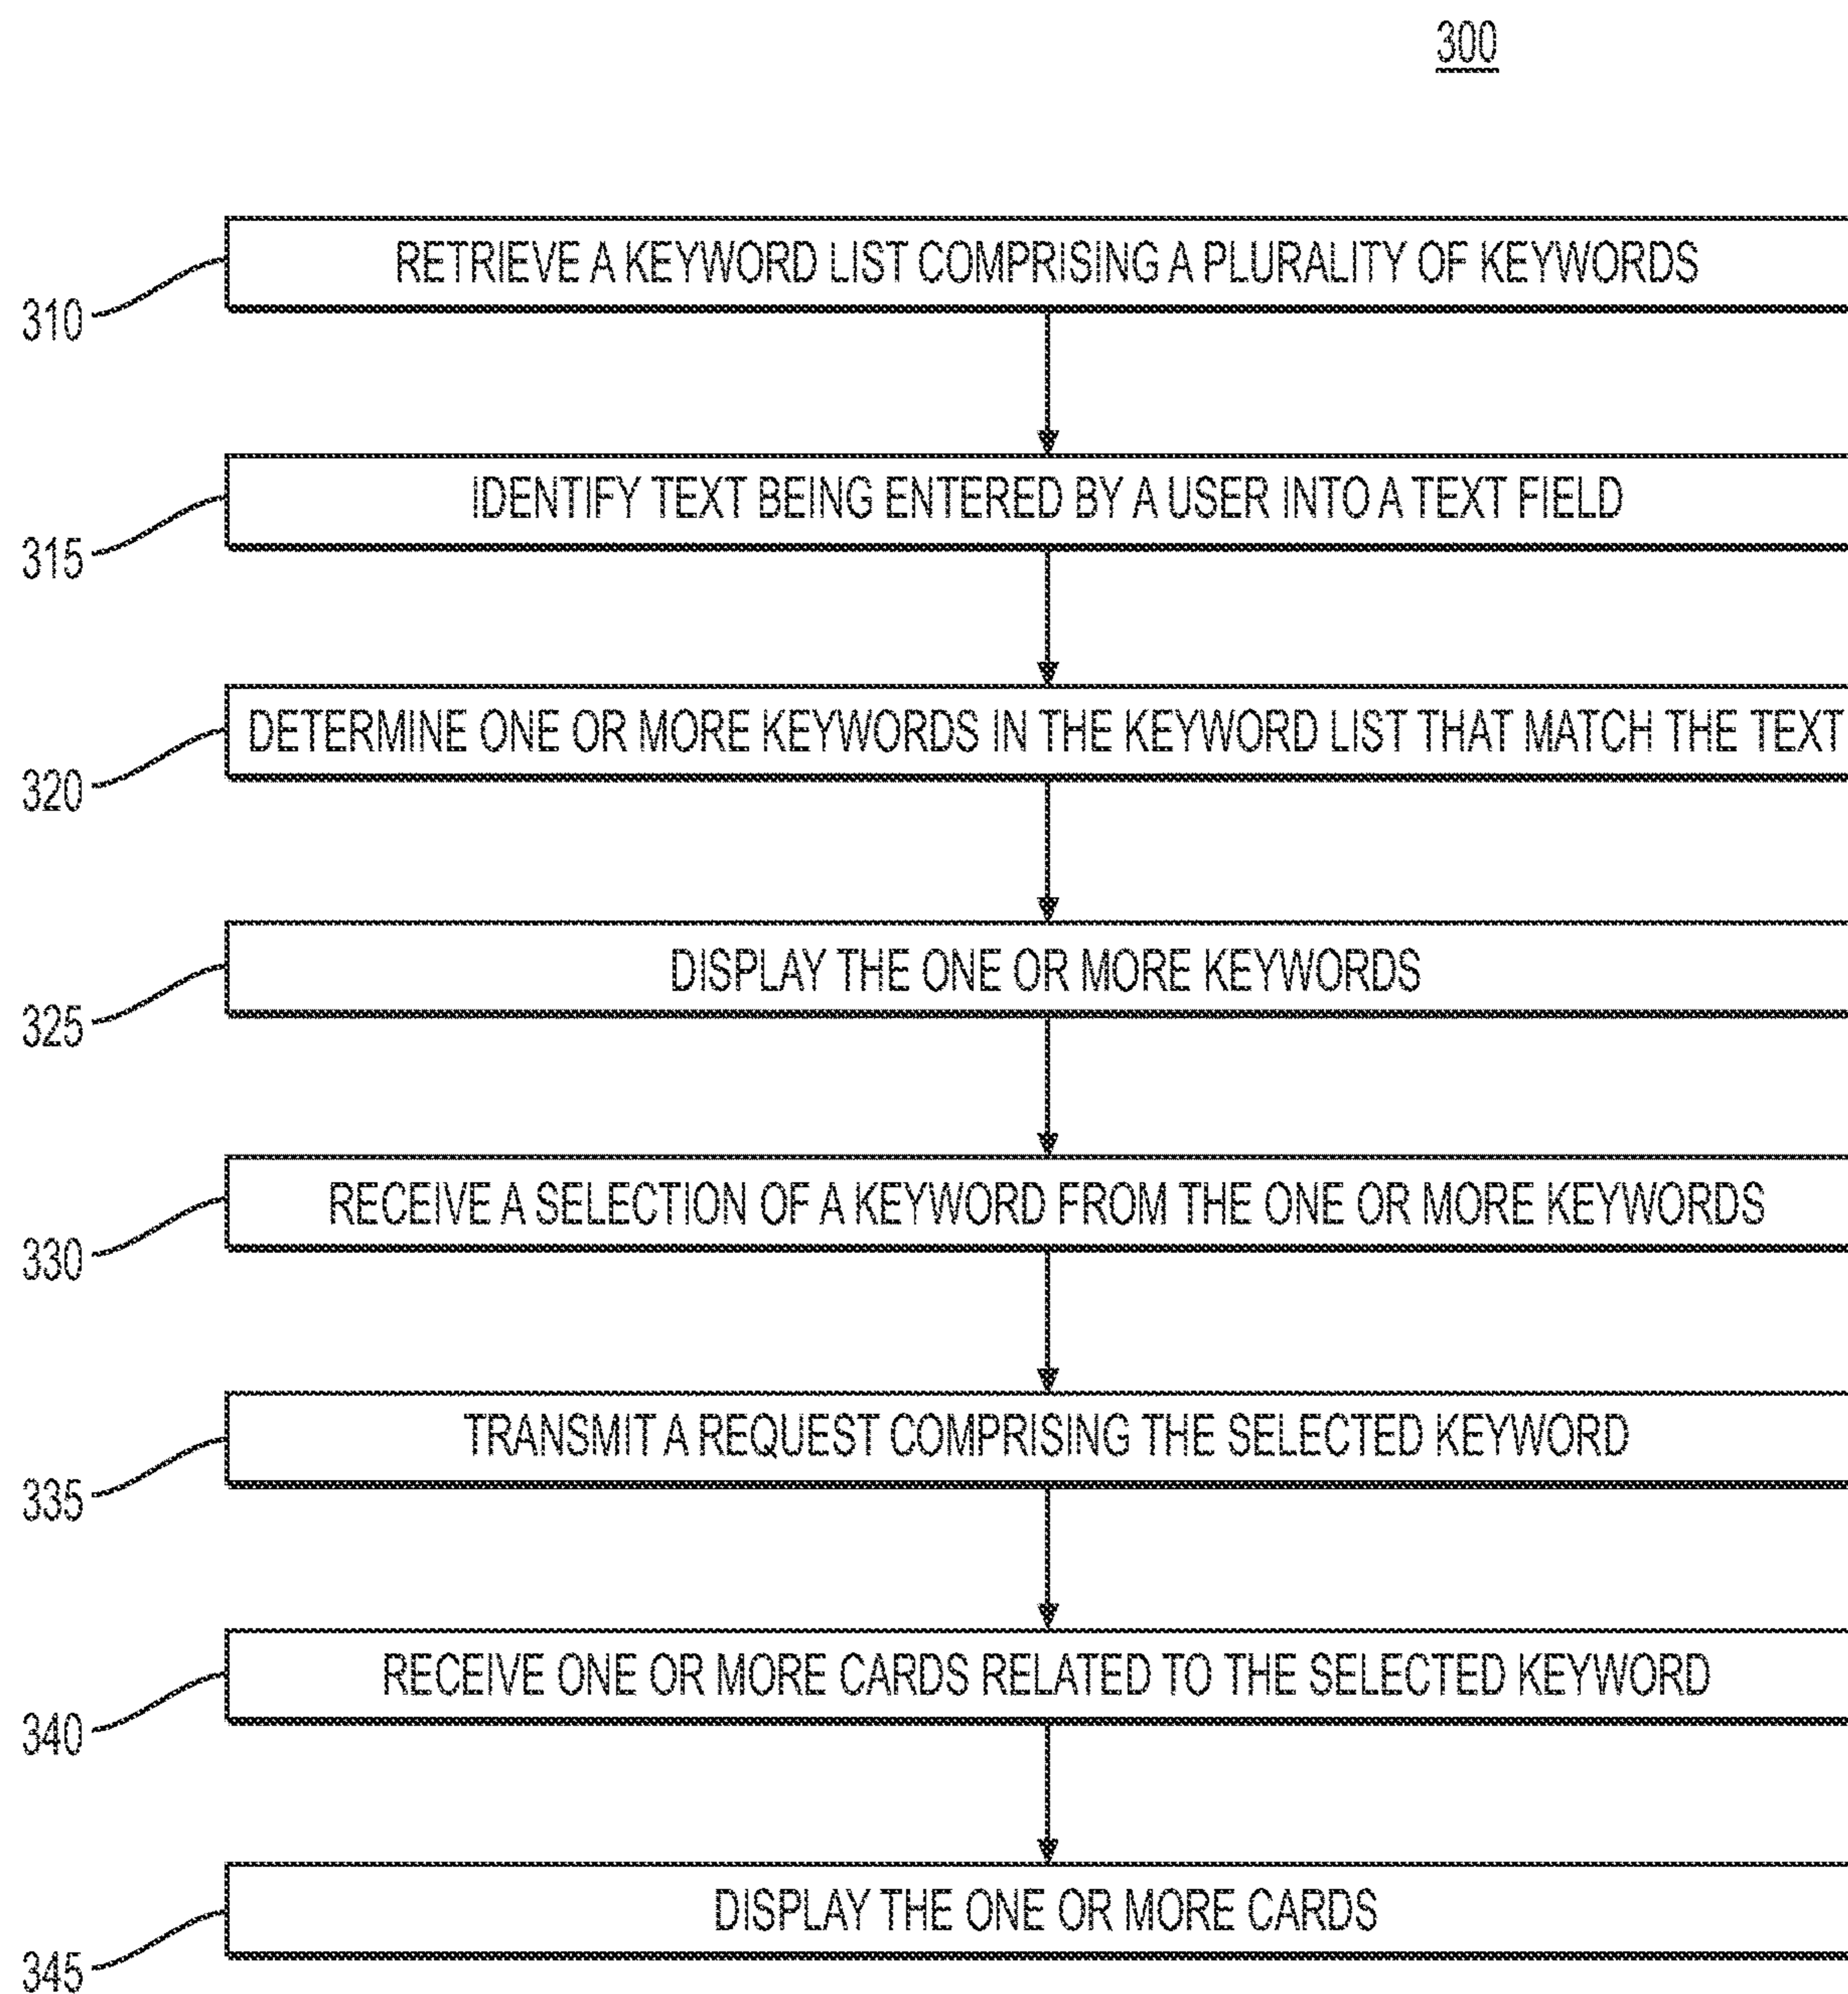 300
RETRIEVE A KEYWORD LIST COMPRISING A PLURALITY OF KEYWORDS
310
IDENTIFY TEXT BEING ENTERED BY A USER INTO A TEXT FIELD
315
DETERMINE ONE OR MORE KEYWORDS IN THE KEYWORD LIST THAT MATCH THE TEXT
320
DISPLAY THE ONE OR MORE KEYWORDS
325
RECEIVE A SELECTION OF A KEYWORD FROM THE ONE OR MORE KEYWORDS
330
TRANSMIT A REQUEST COMPRISING THE SELECTED KEYWORD
335
RECEIVE ONE OR MORE CARDS RELATED TO THE SELECTED KEYWORD
340
DISPLAY THE ONE OR MORE CARDS
345